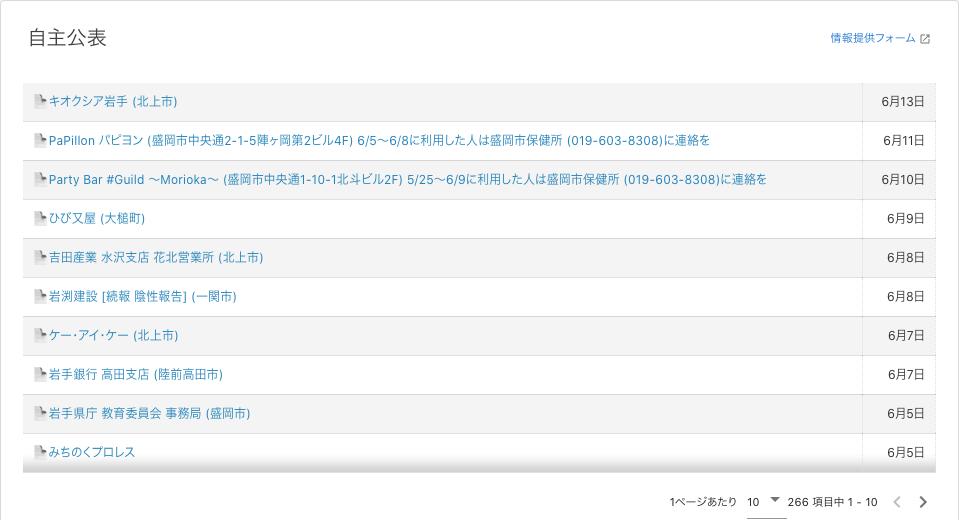 自主公表
情報提供フォーム
キオクシア岩手 (北上市) 6月13日
PaPillon パピヨン (盛岡市中央通2-1-5陣ヶ岡第2ビル4F) 6/5〜6/8に利用した人は盛岡市保健所 (019-603-8308)に連絡を 6月11日
Party Bar #Guild 〜Morioka〜 (盛岡市中央通1-10-1北斗ビル2F) 5/25〜6/9に利用した人は盛岡市保健所 (019-603-8308)に連絡を 6月10日
ひび又屋 (大槌町) 6月9日
吉田産業 水沢支店 花北営業所 (北上市) 6月8日
岩渕建設 [続報 陰性報告] (一関市) 6月8日
ケー・アイ・ケー (北上市) 6月7日
岩手銀行 高田支店 (陸前高田市) 6月7日
岩手県庁 教育委員会 事務局 (盛岡市) 6月5日
みちのくプロレス 6月5日
1ページあたり 10 266 項目中 1 - 10